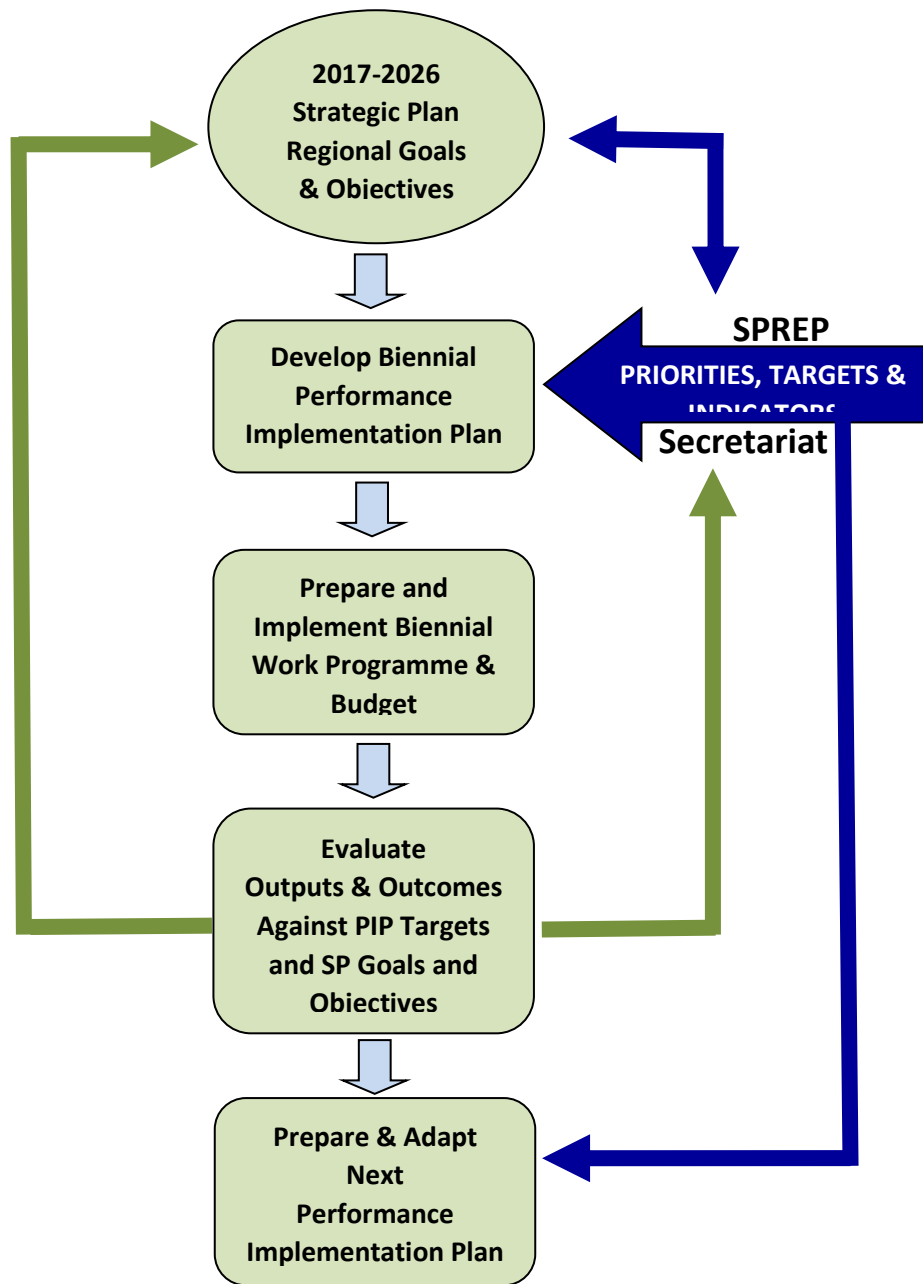 2017-2026
Strategic Plan
Regional Goals
& Objectives
SPREP
PRIORITIES, TARGETS &
INDICATORS
Secretariat
Develop Biennial
Performance
Implementation Plan
Prepare and
Implement Biennial
Work Programme &
Budget
Evaluate
Outputs & Outcomes
Against PIP Targets
and SP Goals and
Objectives
Prepare & Adapt
Next
Performance
Implementation Plan